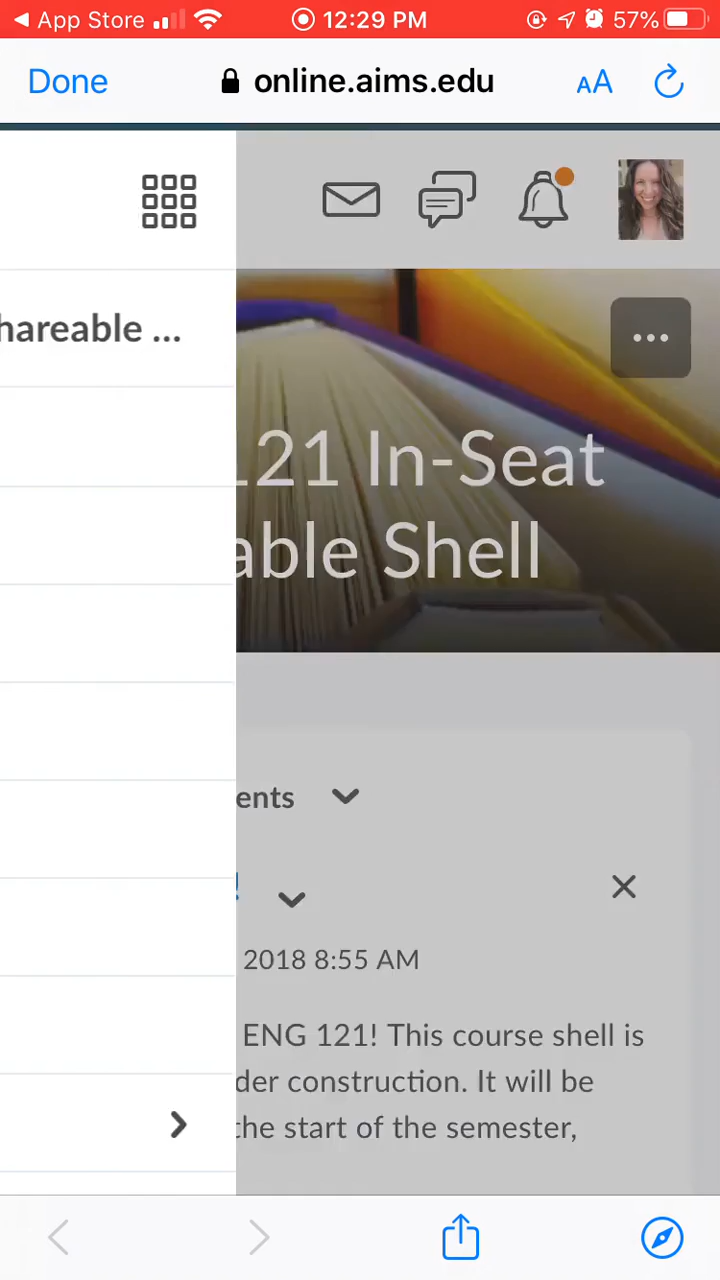 App Store 12:29 PM 57%
Done online.aims.edu AA
hareable ...
121 In-Seat
able Shell
ents
!
2018 8:55 AM
ENG 121! This course shell is
der construction. It will be
the start of the semester,